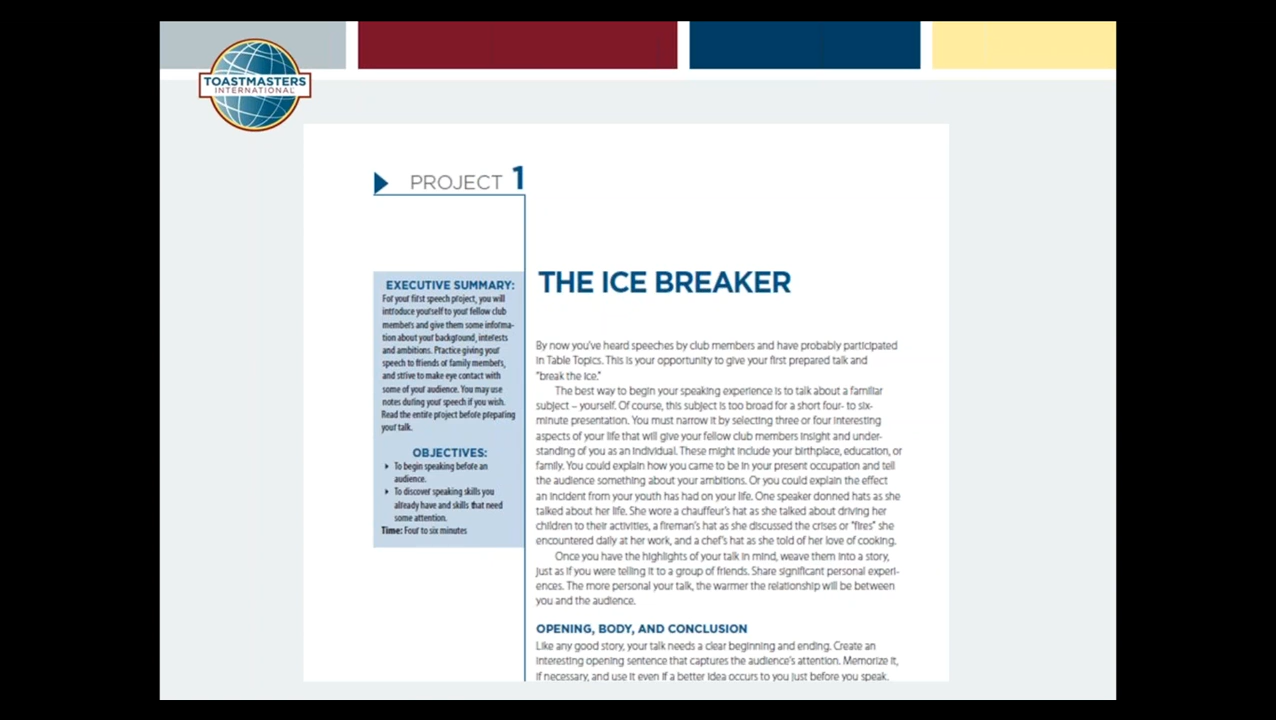 TOASTMASTERS
INTERNATIONAL
PROJECT 1
EXECUTIVE SUMMARY:
For your first speech project, you will
introduce yourself to your fellow club
members and give them some informa-
tion about your background, interests
and ambitions. Practice giving your
speech to friends or family members,
and strive to make eye contact with
some of your audience. You may use
notes during your speech if you wish.
Read the entire project before preparing
your talk.
OBJECTIVES:
To begin speaking before an
audience.
To discover speaking skills you
already have and skills that need
some attention.
Time: Four to six minutes
THE ICE BREAKER
By now you've heard speeches by club members and have probably participated
in Table Topics. This is your opportunity to give your first prepared talk and
"break the ice."
The best way to begin your speaking experience is to talk about a familiar
subject – yourself. Of course, this subject is too broad for a short four- to six-
minute presentation. You must narrow it by selecting three or four interesting
aspects of your life that will give your fellow club members insight and under-
standing of you as an individual. These might include your birthplace, education, or
family. You could explain how you came to be in your present occupation and tell
the audience something about your ambitions. Or you could explain the effect
an incident from your youth has had on your life. One speaker donned hats as she
talked about her life. She wore a chauffeur's hat as she talked about driving her
children to their activities, a fireman's hat as she discussed the crises or "fires" she
encountered daily at her work, and a chef's hat as she told of her love of cooking.
Once you have the highlights of your talk in mind, weave them into a story,
just as if you were telling it to a group of friends. Share significant personal experi-
ences. The more personal your talk, the warmer the relationship will be between
you and the audience.
OPENING, BODY, AND CONCLUSION
Like any good story, your talk needs a clear beginning and ending. Create an
interesting opening sentence that captures the audience's attention. Memorize it,
if necessary, and use it even if a better idea occurs to you just before you speak.